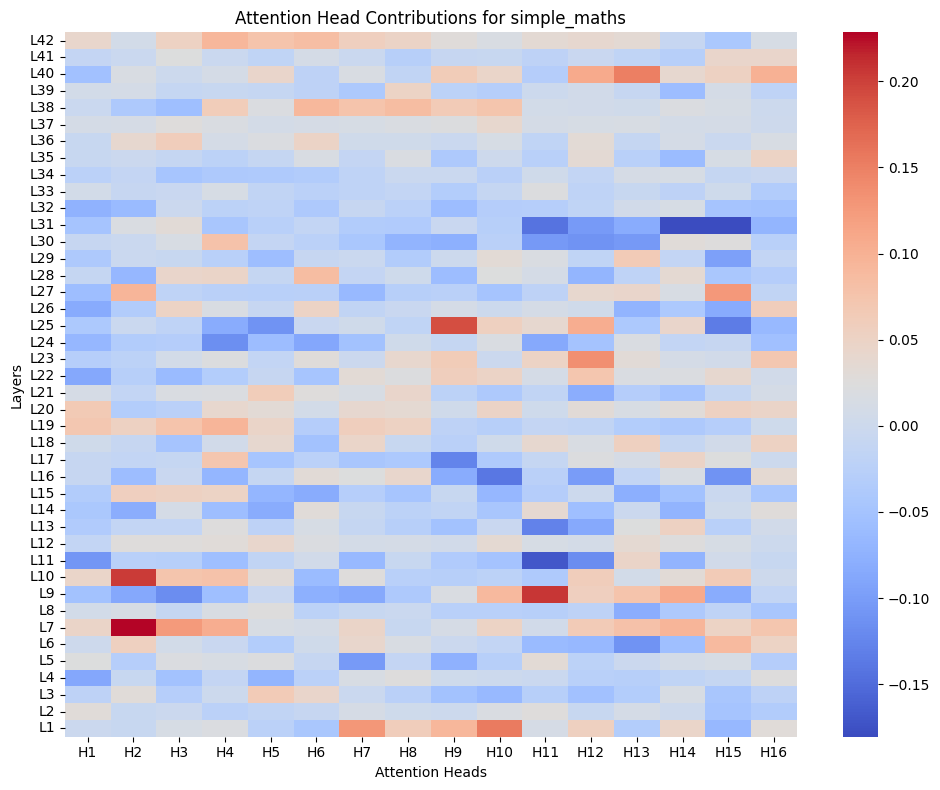 Attention Head Contributions for simple_maths
Layers
L42
L41
L40
L39
L38
L37
L36
L35
L34
L33
L32
L31
L30
L29
L28
L27
L26
L25
L24
L23
L22
L21
L20
L19
L18
L17
L16
L15
L14
L13
L12
L11
L10
L9
L8
L7
L6
L5
L4
L3
L2
L1
H1 H2 H3 H4 H5 H6 H7 H8 H9 H10 H11 H12 H13 H14 H15 H16
Attention Heads
0.20
0.15
0.10
0.05
0.00
−0.05
−0.10
−0.15